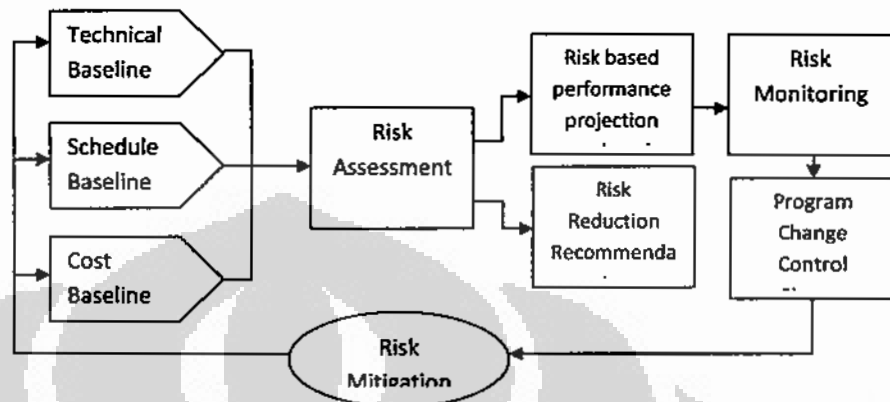 Technical
Baseline
Schedule
Baseline
Cost
Baseline
Risk
Assessment
Risk based
performance
projection
Risk
Reduction
Recommenda
Risk
Monitoring
Program
Change
Control
Risk
Mitigation